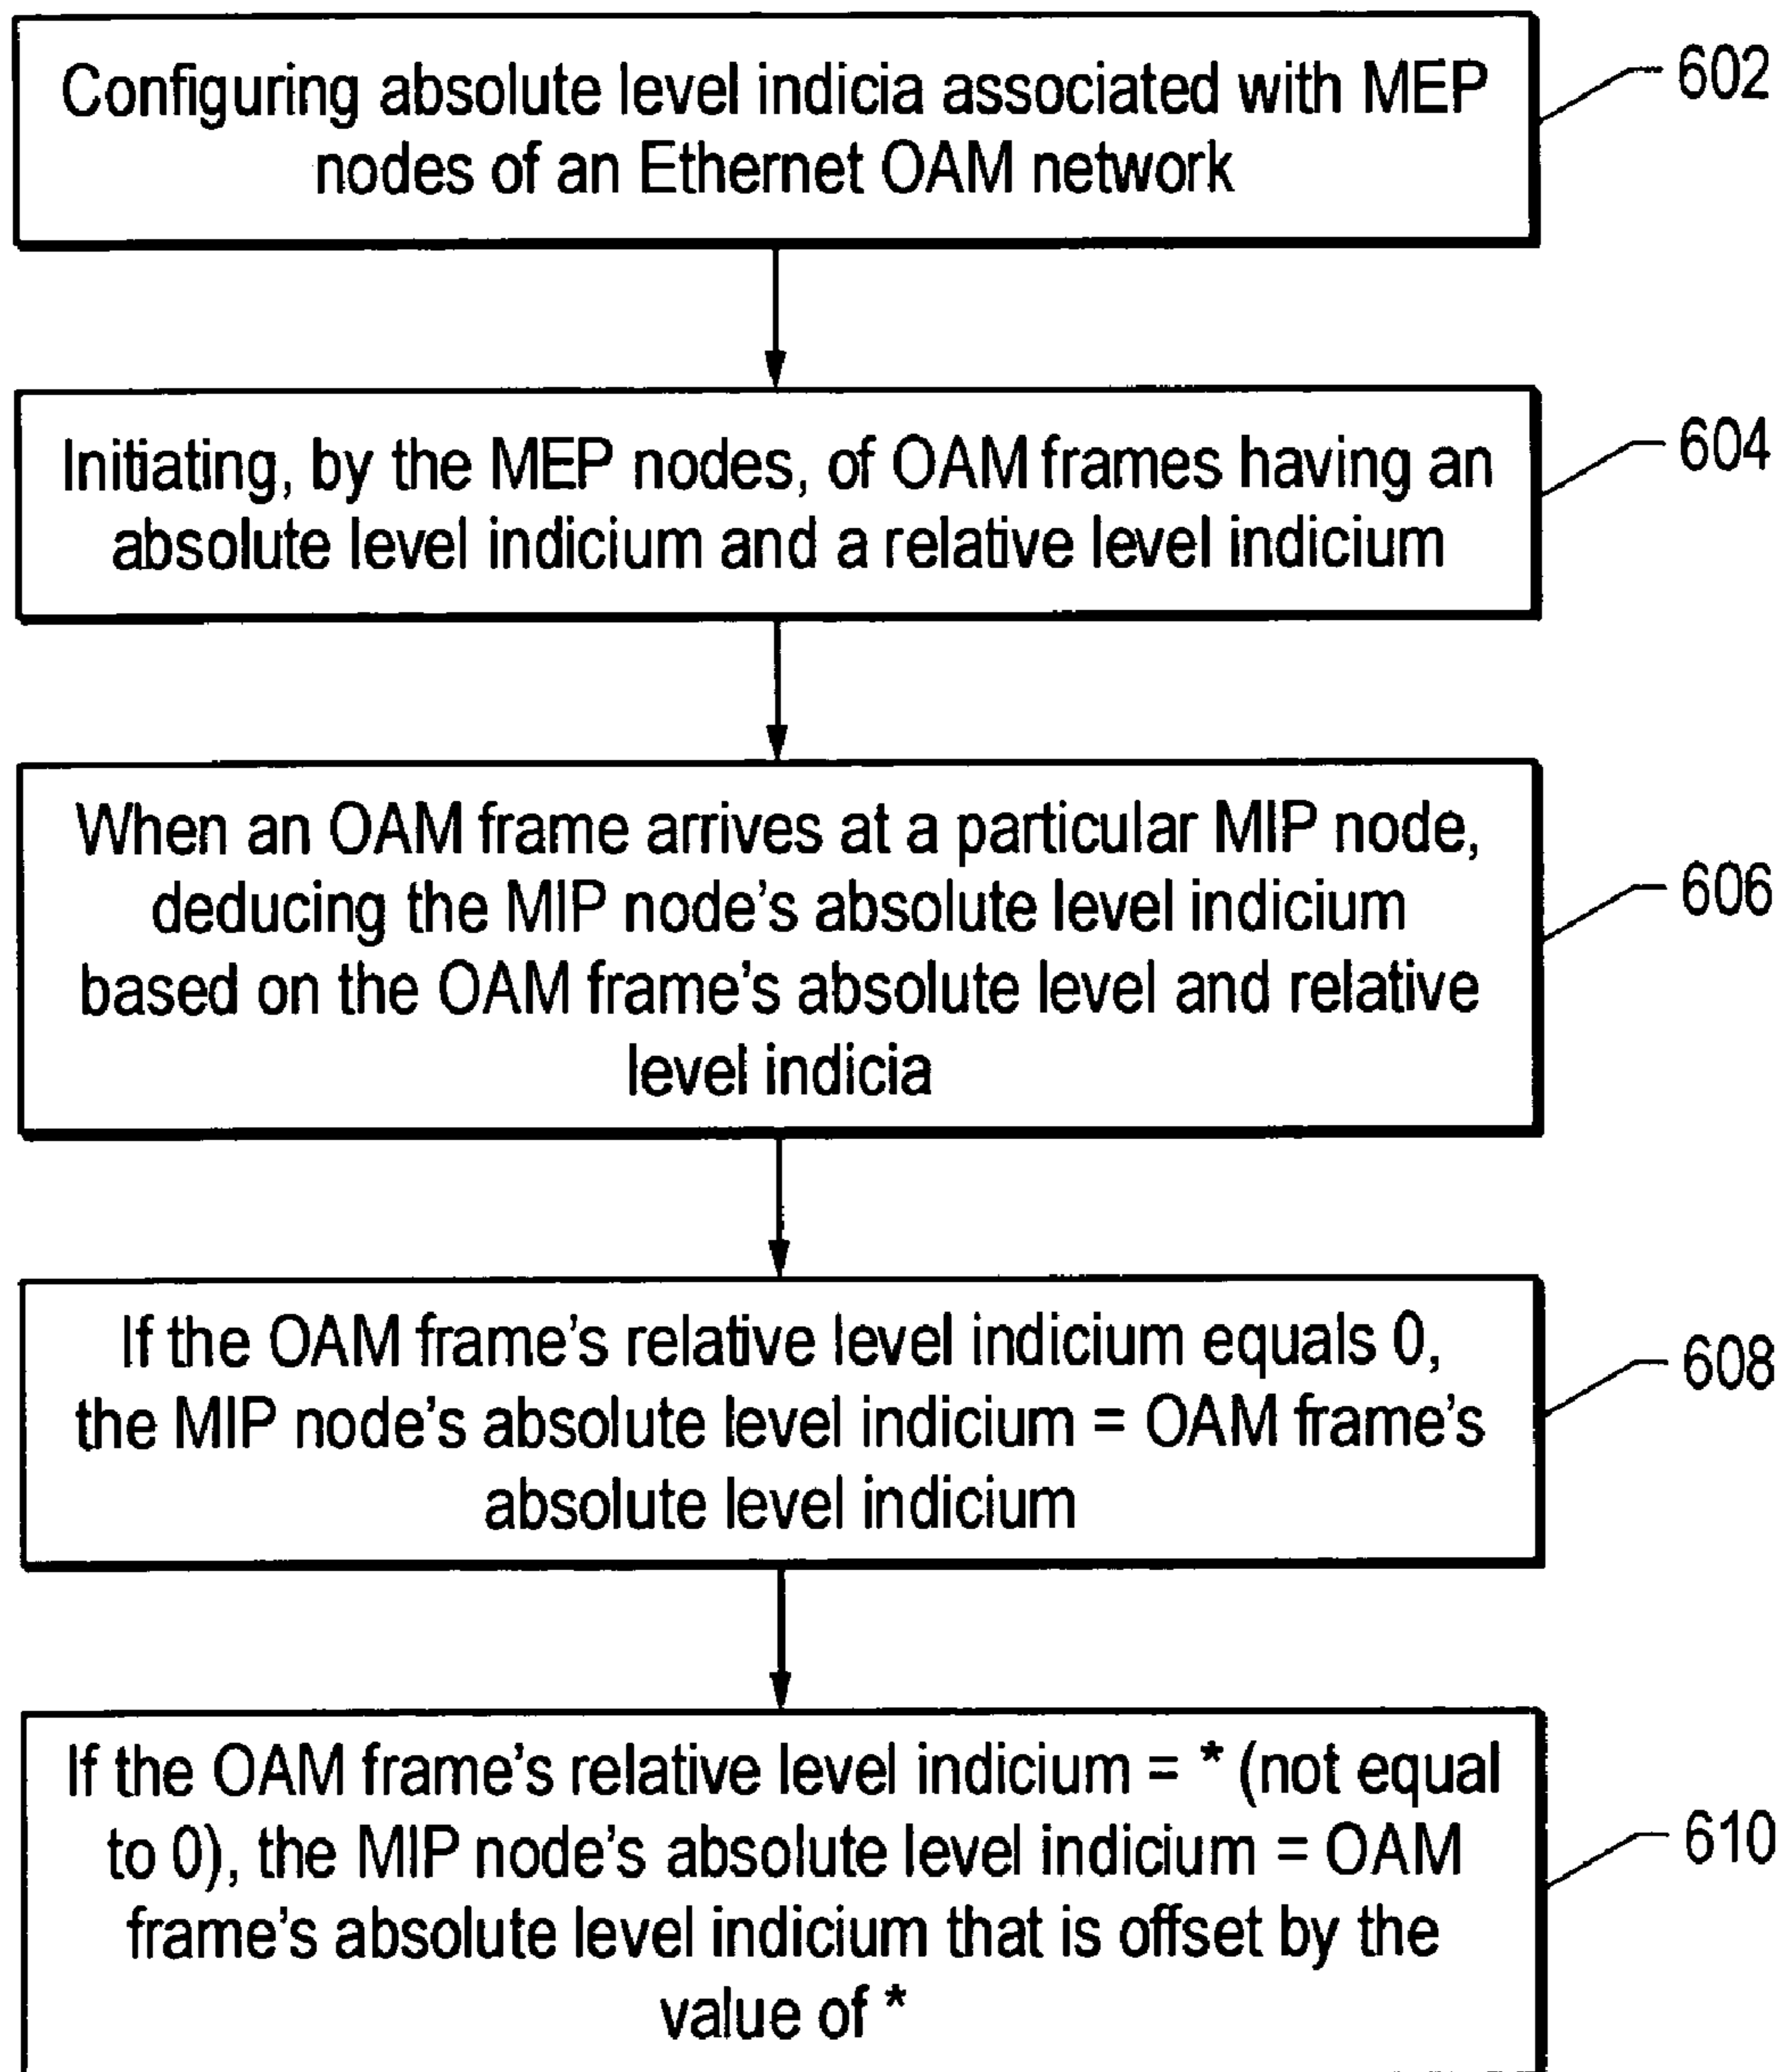 Configuring absolute level indicia associated with MEP
nodes of an Ethernet OAM network
602
Initiating, by the MEP nodes, of OAM frames having an
absolute level indicium and a relative level indicium
604
When an OAM frame arrives at a particular MIP node,
deducing the MIP node's absolute level indicium
based on the OAM frame's absolute level and relative
level indicia
606
If the OAM frame's relative level indicium equals 0,
the MIP node's absolute level indicium = OAM frame's
absolute level indicium
608
If the OAM frame's relative level indicium = * (not equal
to 0), the MIP node's absolute level indicium = OAM
frame's absolute level indicium that is offset by the
value of *
610